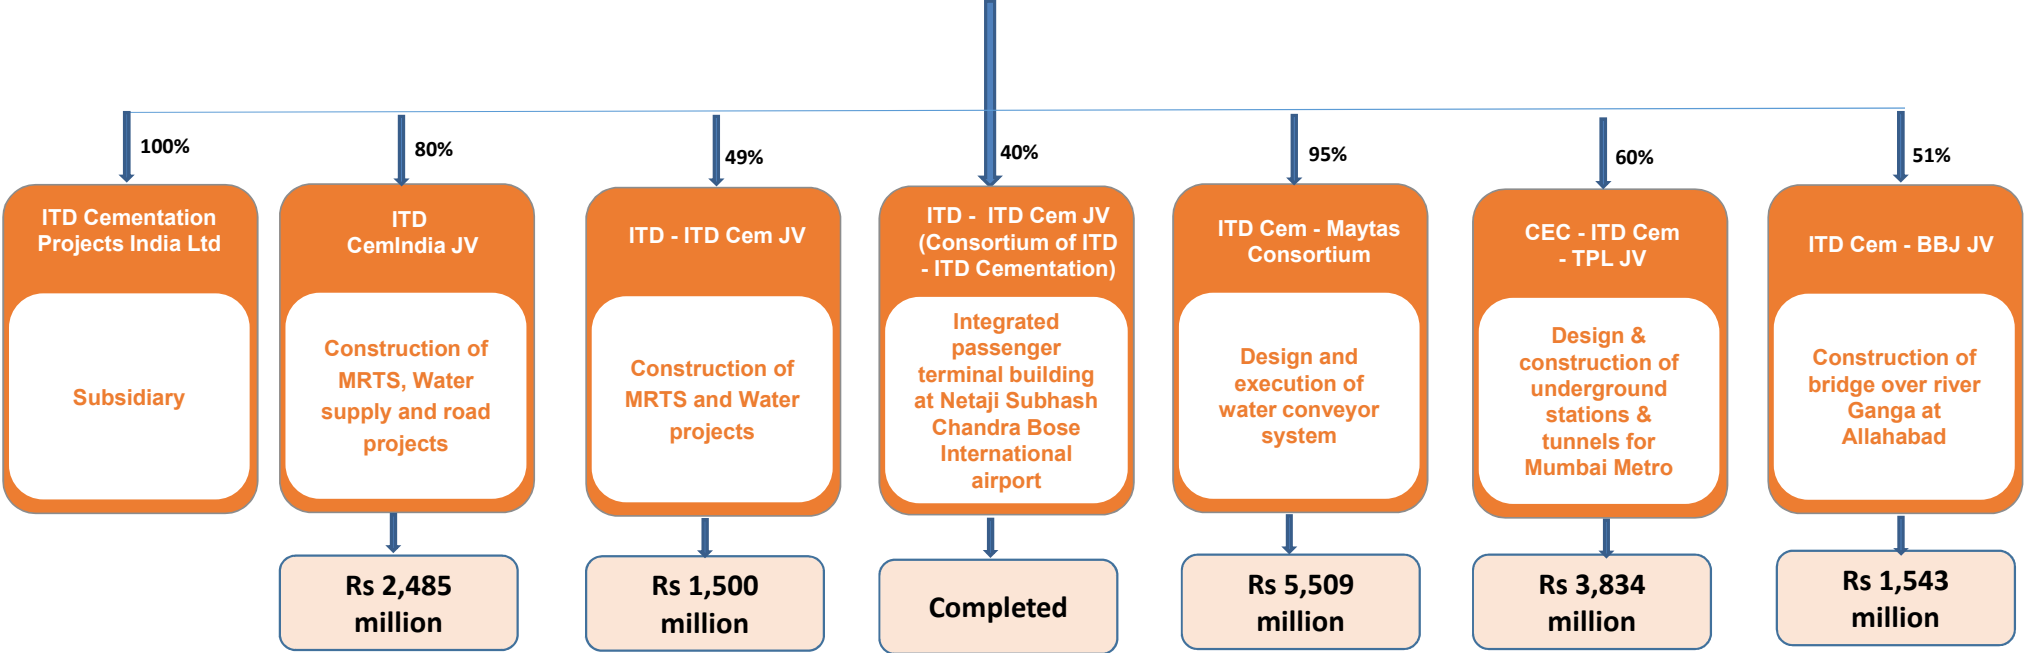 100%
80%
49%
40%
95%
60%
51%
ITD Cementation
Projects India Ltd
Subsidiary
ITD
CemIndia JV
Construction of
MRTS, Water
supply and road
projects
Rs 2,485
million
ITD - ITD Cem JV
Construction of
MRTS and Water
projects
Rs 1,500
million
ITD -  ITD Cem JV
(Consortium of ITD
- ITD Cementation)
Integrated
passenger
terminal building
at Netaji Subhash
Chandra Bose
International
airport
Completed
ITD Cem - Maytas
Consortium
Design and
execution of
water conveyor
system
Rs 5,509
million
CEC - ITD Cem
- TPL JV
Design &
construction of
underground
stations &
tunnels for
Mumbai Metro
Rs 3,834
million
ITD Cem - BBJ JV
Construction of
bridge over river
Ganga at
Allahabad
Rs 1,543
million